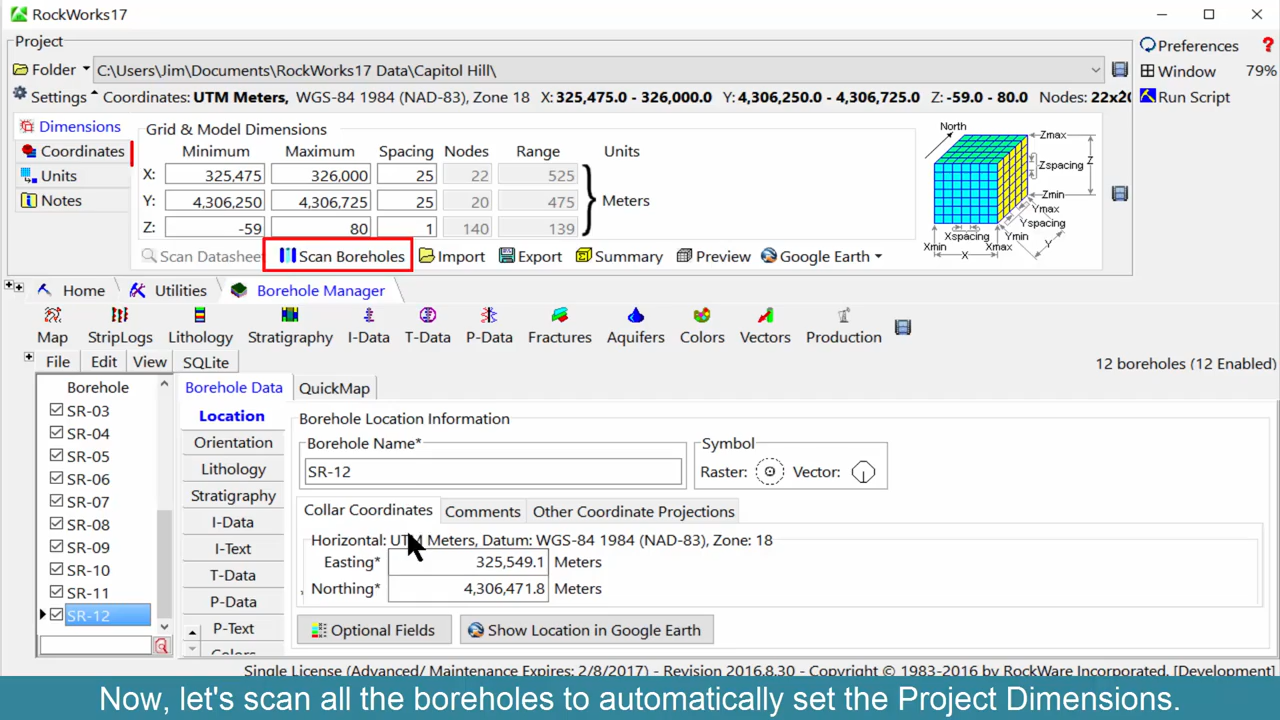 RockWorks17
Project
Folder C:\Users\Jim\Documents\RockWorks17 Data\Capitol Hill\
Preferences ?
Window 79%
Run Script
Settings Coordinates: UTM Meters, WGS-84 1984 (NAD-83), Zone 18 X: 325,475.0 - 326,000.0 Y: 4,306,250.0 - 4,306,725.0 Z: -59.0 - 80.0 Nodes: 22x20
Dimensions
Coordinates
Units
Notes
Grid & Model Dimensions
Minimum Maximum Spacing Nodes Range Units
X: 325,475 326,000 25 22 525
Y: 4,306,250 4,306,725 25 20 475 Meters
Z: -59 80 1 140 139
North
Zmax
Zspacing
Z
Zmin
Ymax
Yspacing
Ymin
Y
Xspacing
Xmin
X
Xmax
Scan Datasheet Scan Boreholes Import Export Summary Preview Google Earth
Home Utilities Borehole Manager
Map StripLogs Lithology Stratigraphy I-Data T-Data P-Data Fractures Aquifers Colors Vectors Production
File Edit View SQLite 12 boreholes (12 Enabled)
Borehole
SR-03
SR-04
SR-05
SR-06
SR-07
SR-08
SR-09
SR-10
SR-11
SR-12
Borehole Data QuickMap
Location
Orientation
Lithology
Stratigraphy
I-Data
I-Text
T-Data
P-Data
P-Text
Colors
Borehole Location Information
Borehole Name*
SR-12
Symbol
Raster: Vector:
Collar Coordinates Comments Other Coordinate Projections
Horizontal: UTM Meters, Datum: WGS-84 1984 (NAD-83), Zone: 18
Easting* 325,549.1 Meters
Northing* 4,306,471.8 Meters
Optional Fields Show Location in Google Earth
Single License (Advanced/ Maintenance Expires: 2/8/2017) - Revision 2016.8.30 - Copyright © 1983-2016 by RockWare Incorporated. [Development]
Now, let's scan all the boreholes to automatically set the Project Dimensions.